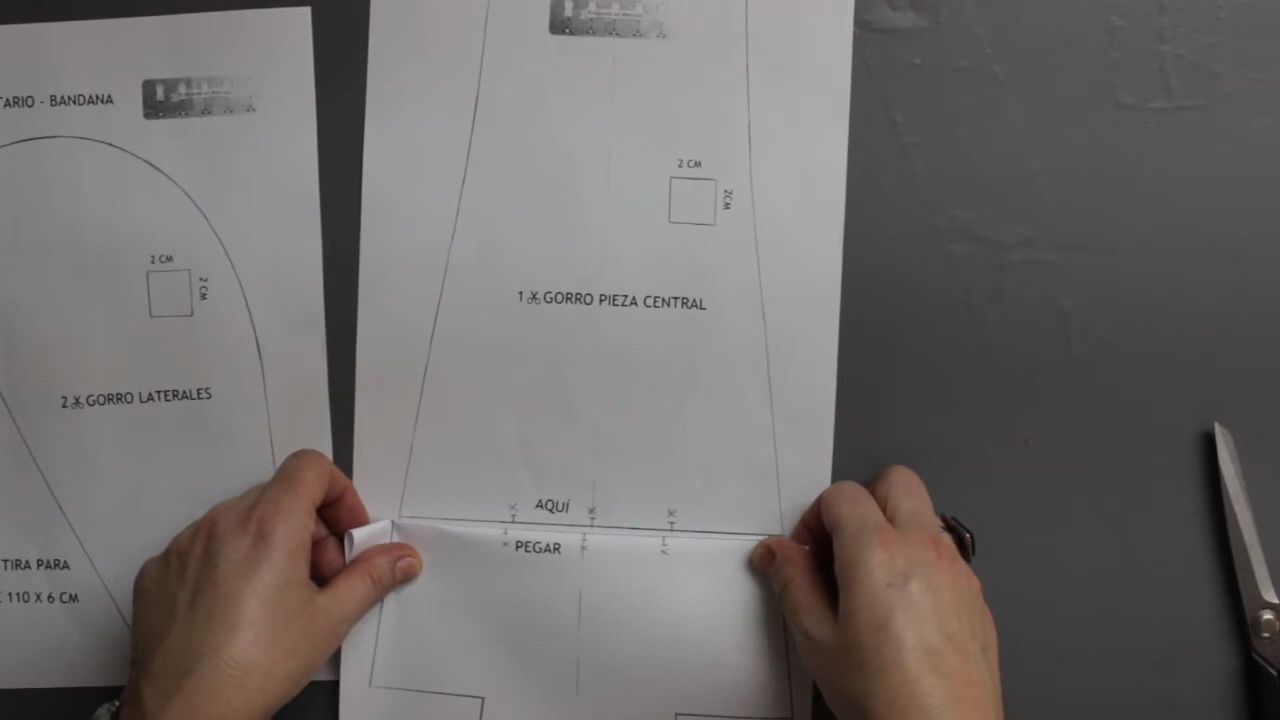 TARIO - BANDANA
2 CM
2 CM
2 GORRO LATERALES
TIRA PARA
110 X 6 CM
2 CM
2CM
1 GORRO PIEZA CENTRAL
AQUÍ
PEGAR